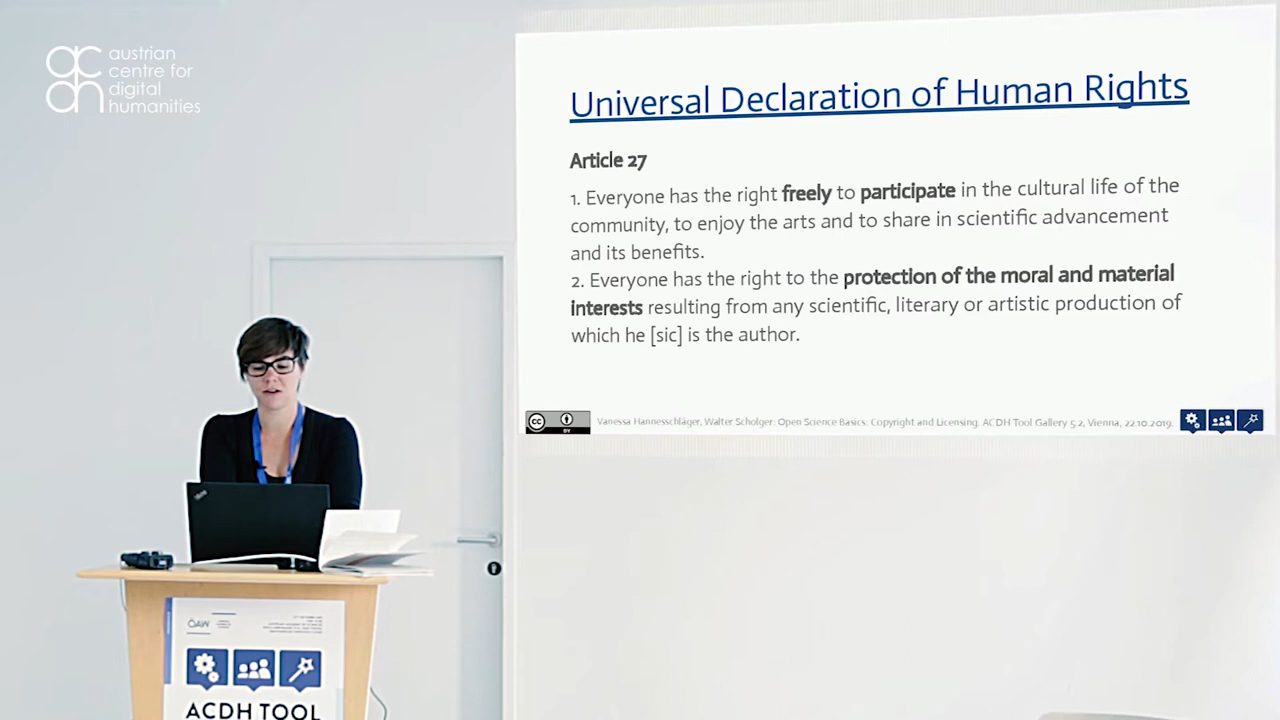 austrian
centre for
digital
humanities
Universal Declaration of Human Rights
Article 27
1. Everyone has the right freely to participate in the cultural life of the
community, to enjoy the arts and to share in scientific advancement
and its benefits.
2. Everyone has the right to the protection of the moral and material
interests resulting from any scientific, literary or artistic production of
which he [sic] is the author.
cc
BY
Vanessa Hannesschläger, Walter Scholger: Open Science Basics: Copyright and Licensing. ACDH Tool Gallery 5.2, Vienna, 22.10.2019.
ÖAW
ACDH TOOL